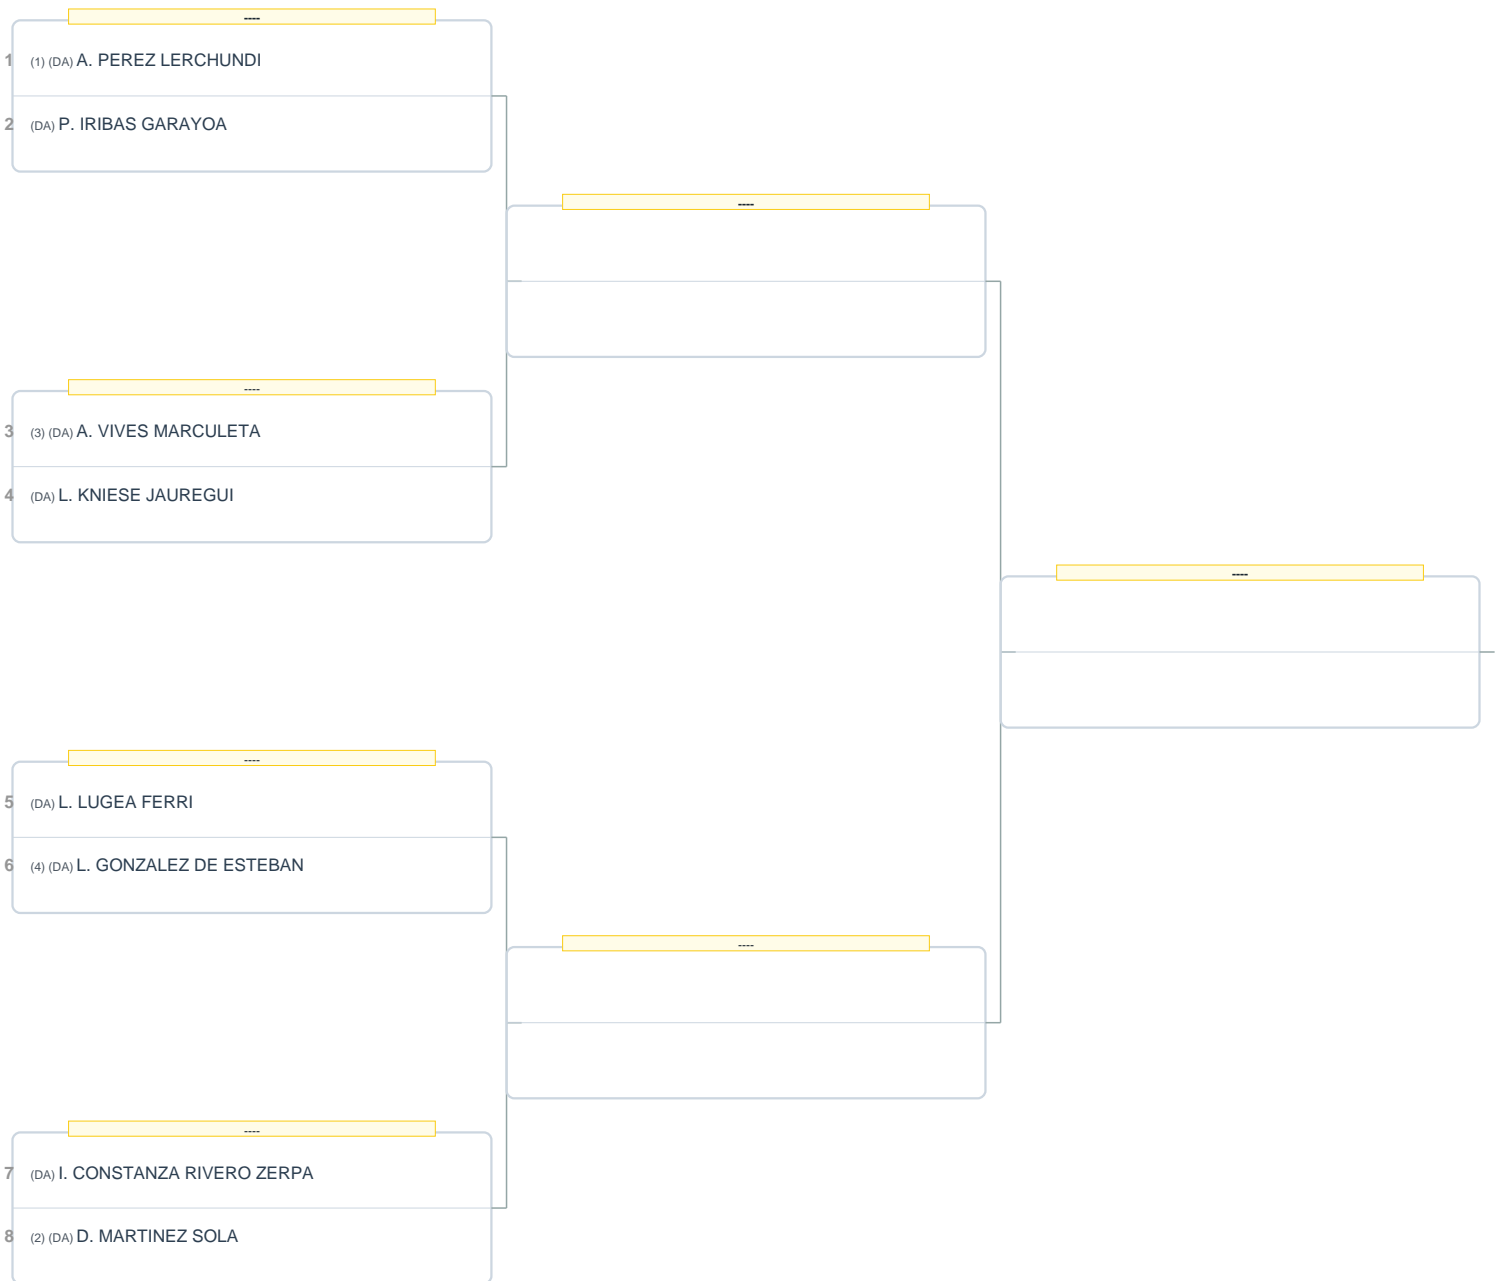 ----
1 (1) (DA) A. PEREZ LERCHUNDI
2 (DA) P. IRIBAS GARAYOA
----
----
3 (3) (DA) A. VIVES MARCULETA
4 (DA) L. KNIESE JAUREGUI
----
----
5 (DA) L. LUGEA FERRI
6 (4) (DA) L. GONZALEZ DE ESTEBAN
----
----
7 (DA) I. CONSTANZA RIVERO ZERPA
8 (2) (DA) D. MARTINEZ SOLA